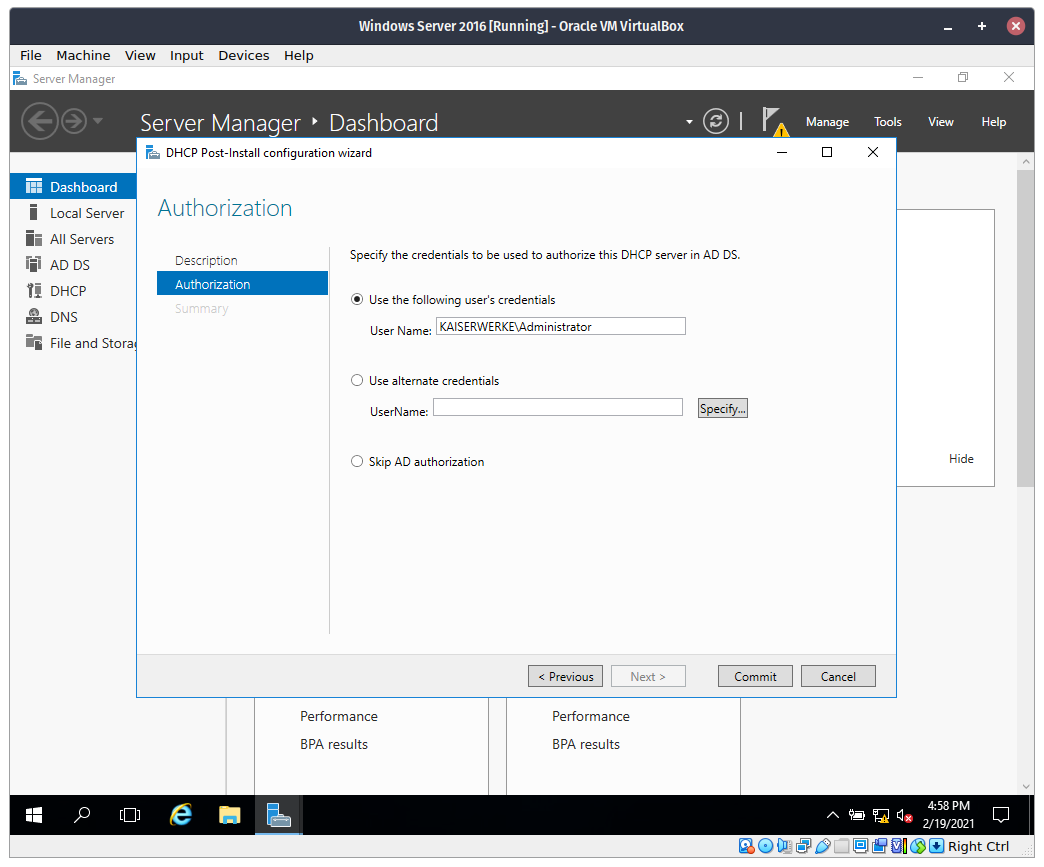 Windows Server 2016 [Running] - Oracle VM VirtualBox
File Machine View Input Devices Help
Server Manager
Server Manager • Dashboard
Manage Tools View Help
DHCP Post-Install configuration wizard
Dashboard
Local Server
All Servers
AD DS
DHCP
DNS
File and Storag
Authorization
Description
Authorization
Summary
Specify the credentials to be used to authorize this DHCP server in AD DS.
Use the following user's credentials
User Name: KAISERWERKE\Administrator
Use alternate credentials
UserName:
Specify...
Skip AD authorization
Hide
< Previous Next > Commit Cancel
Performance
BPA results
Performance
BPA results
4:58 PM
2/19/2021
Right Ctrl